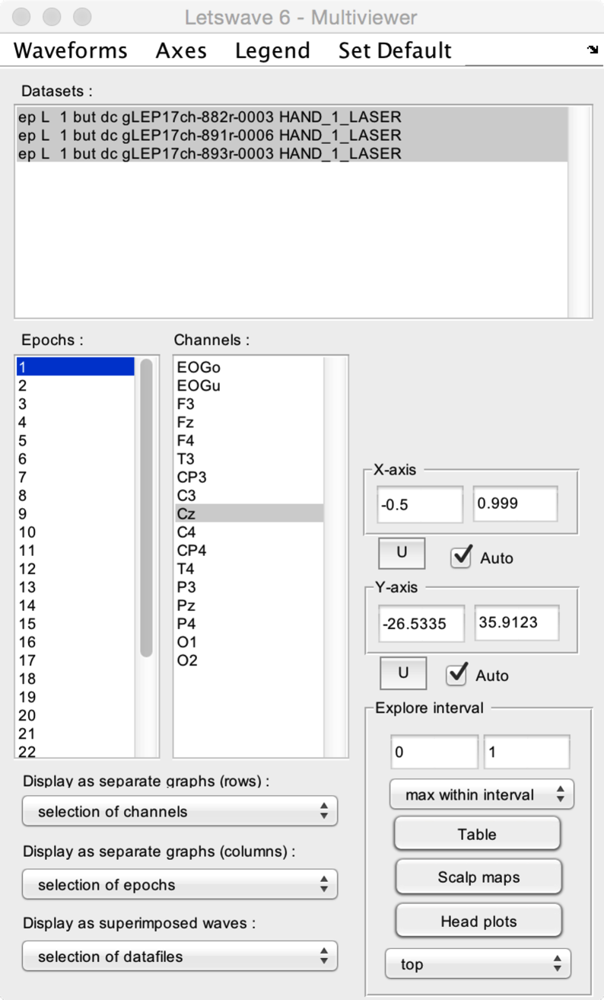 Letswave 6 - Multiviewer
Waveforms Axes Legend Set Default
Datasets :
ep L 1 but dc gLEP17ch-882r-0003 HAND_1_LASER
ep L 1 but dc gLEP17ch-891r-0006 HAND_1_LASER
ep L 1 but dc gLEP17ch-893r-0003 HAND_1_LASER
Epochs :
1
2
3
4
5
6
7
8
9
10
11
12
13
14
15
16
17
18
19
20
21
22
Channels :
EOGo
EOGu
F3
Fz
F4
T3
CP3
C3
Cz
C4
CP4
T4
P3
Pz
P4
O1
O2
X-axis
-0.5 0.999
U Auto
Y-axis
-26.5335 35.9123
U Auto
Explore interval
0 1
max within interval
Table
Scalp maps
Head plots
top
Display as separate graphs (rows) :
selection of channels
Display as separate graphs (columns) :
selection of epochs
Display as superimposed waves :
selection of datafiles